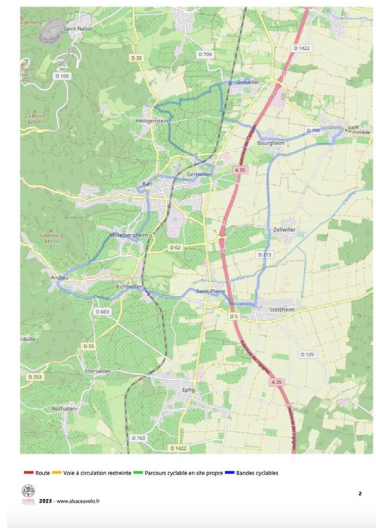 Saint-Nabor
D 1422
D 35
D 706
D 109
Goxwiller
Heiligenstein
Valff
D 206
Bourgheim
Gertwiller
A 35
Barr
Zellwiller
Mittelbergheim
D 62
D 215
Andlau
Eichhoffen
Saint-Pierre
Stotzheim
D 603
D 5
D 35
D 129
Itterswiller
D 253
A 35
Epfig
Nothalten
D 703
D 1422
Route Voie à circulation restreinte Parcours cyclable en site propre Bandes cyclables
2023 - www.alsaceavelo.fr
2